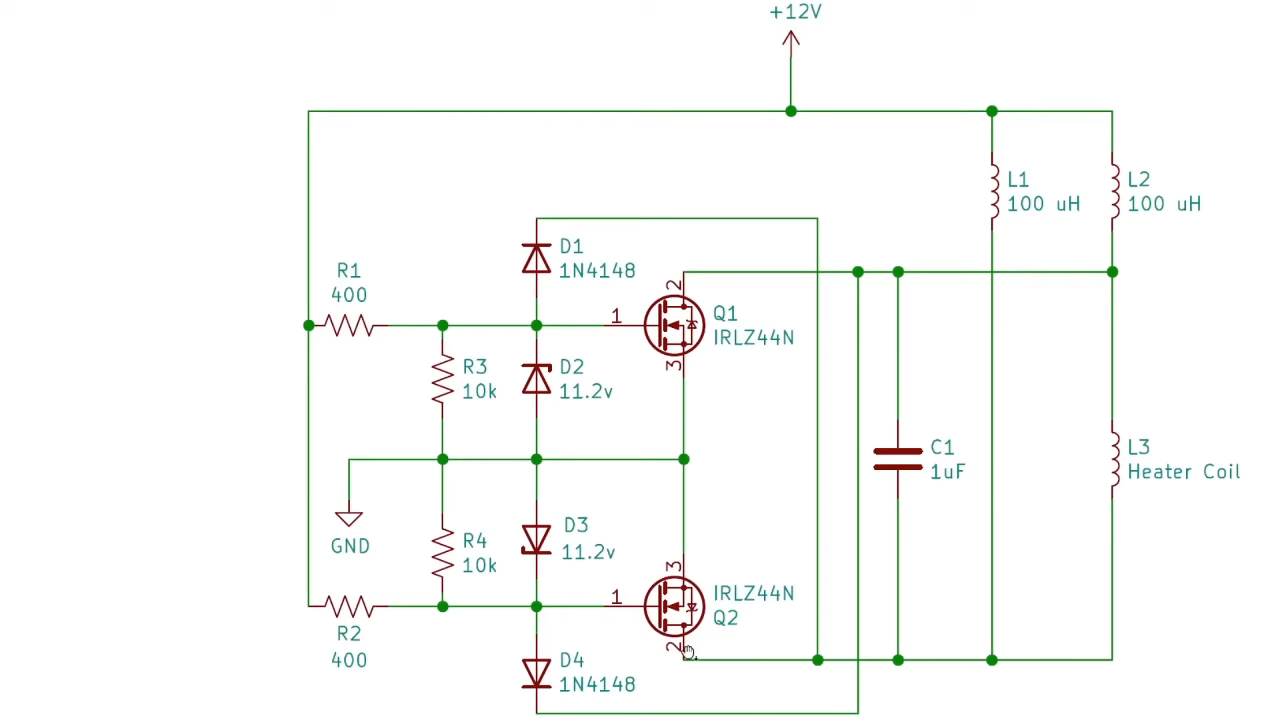 +12V
L1
100 uH
L2
100 uH
D1
1N4148
R1
400
2
1
Q1
IRLZ44N
3
R3
10k
D2
11.2v
C1
1uF
L3
Heater Coil
GND
R4
10k
D3
11.2v
3
1
IRLZ44N
Q2
2
R2
400
D4
1N4148